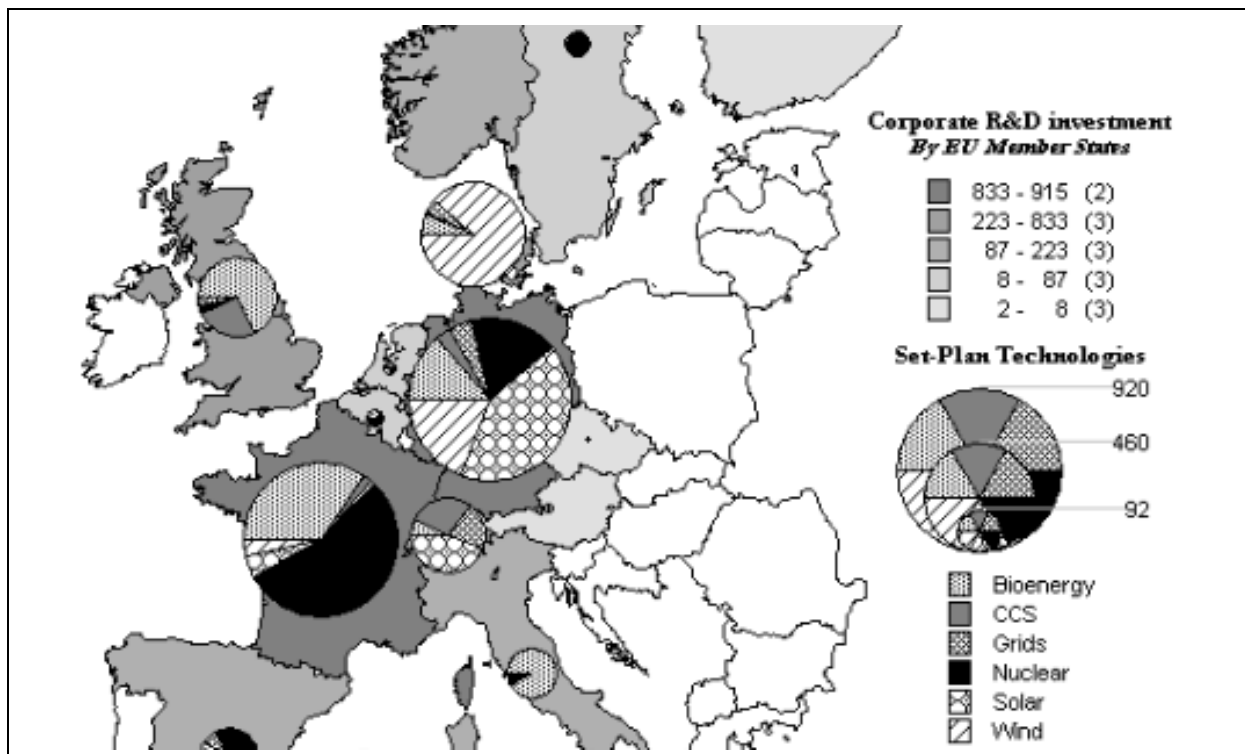 Corporate R&D investment
By EU Member States
833 - 915 (2)
223 - 833 (3)
87 - 223 (3)
8 - 87 (3)
2 - 8 (3)
Set-Plan Technologies
920
460
92
Bioenergy
CCS
Grids
Nuclear
Solar
Wind